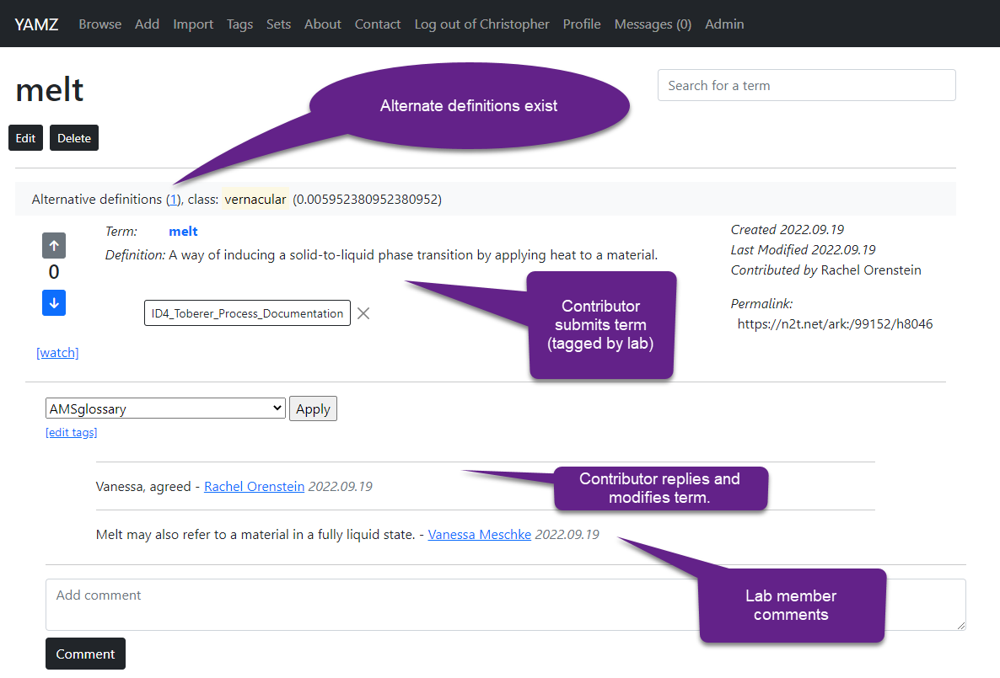 YAMZ Browse Add Import Tags Sets About Contact Log out of Christopher Profile Messages (0) Admin
melt
Search for a term
Alternate definitions exist
Edit Delete
Alternative definitions (1), class: vernacular (0.005952380952380952)
Term: melt
Definition: A way of inducing a solid-to-liquid phase transition by applying heat to a material.
0
ID4_Toberer_Process_Documentation
[watch]
Created 2022.09.19
Last Modified 2022.09.19
Contributed by Rachel Orenstein
Permalink:
https://n2t.net/ark:/99152/h8046
Contributor
submits term
(tagged by lab)
AMSglossary Apply
[edit tags]
Vanessa, agreed - Rachel Orenstein 2022.09.19
Contributor replies and
modifies term.
Melt may also refer to a material in a fully liquid state. - Vanessa Meschke 2022.09.19
Lab member
comments
Add comment
Comment